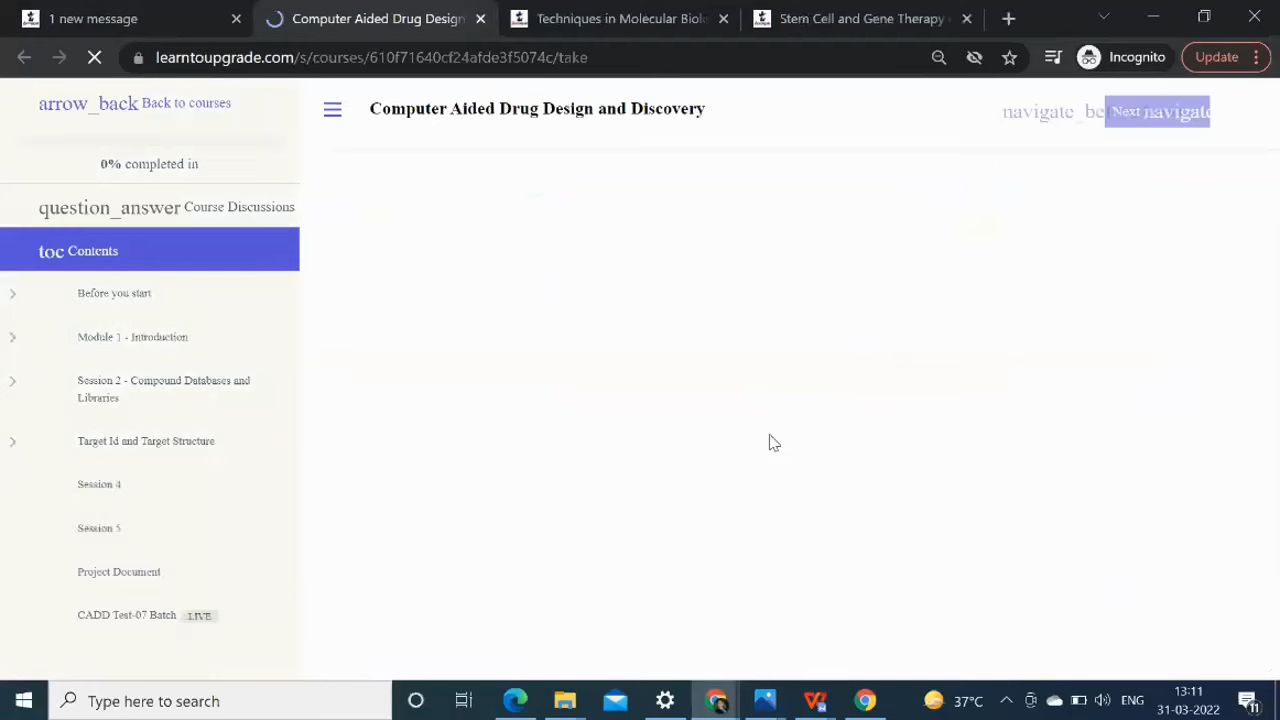 1 new message
Computer Aided Drug Design
Techniques in Molecular Biol
Stem Cell and Gene Therapy
learntoupgrade.com/s/courses/610f71640cf24afde3f5074c/take
Incognito
Update
arrow_back Back to courses
Computer Aided Drug Design and Discovery
navigate_be
Next navigate
0% completed in
question_answer Course Discussions
toc Contents
Before you start
Module 1 - Introduction
Session 2 - Compound Databases and
Libraries
Target Id and Target Structure
Session 4
Session 5
Project Document
CADD Test-07 Batch LIVE
Type here to search
37°C
ENG
13:11
31-03-2022
11